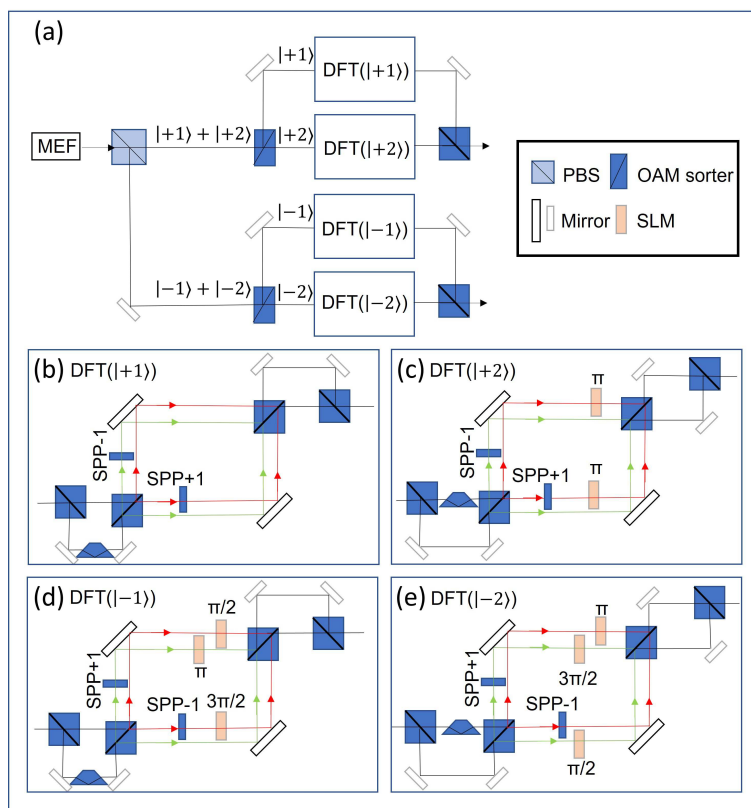 (a)
|+1⟩
DFT(|+1⟩)
MEF
|+1⟩ + |+2⟩
|+2⟩
DFT(|+2⟩)
PBS
OAM sorter
Mirror
SLM
|−1⟩
DFT(|−1⟩)
|−1⟩ + |−2⟩
|−2⟩
DFT(|−2⟩)
(b) DFT(|+1⟩)
SPP-1
SPP+1
(c) DFT(|+2⟩)
π
SPP-1
SPP+1
π
(d) DFT(|−1⟩)
π/2
π
SPP+1
SPP-1
3π/2
(e) DFT(|−2⟩)
π
3π/2
SPP+1
SPP-1
π/2